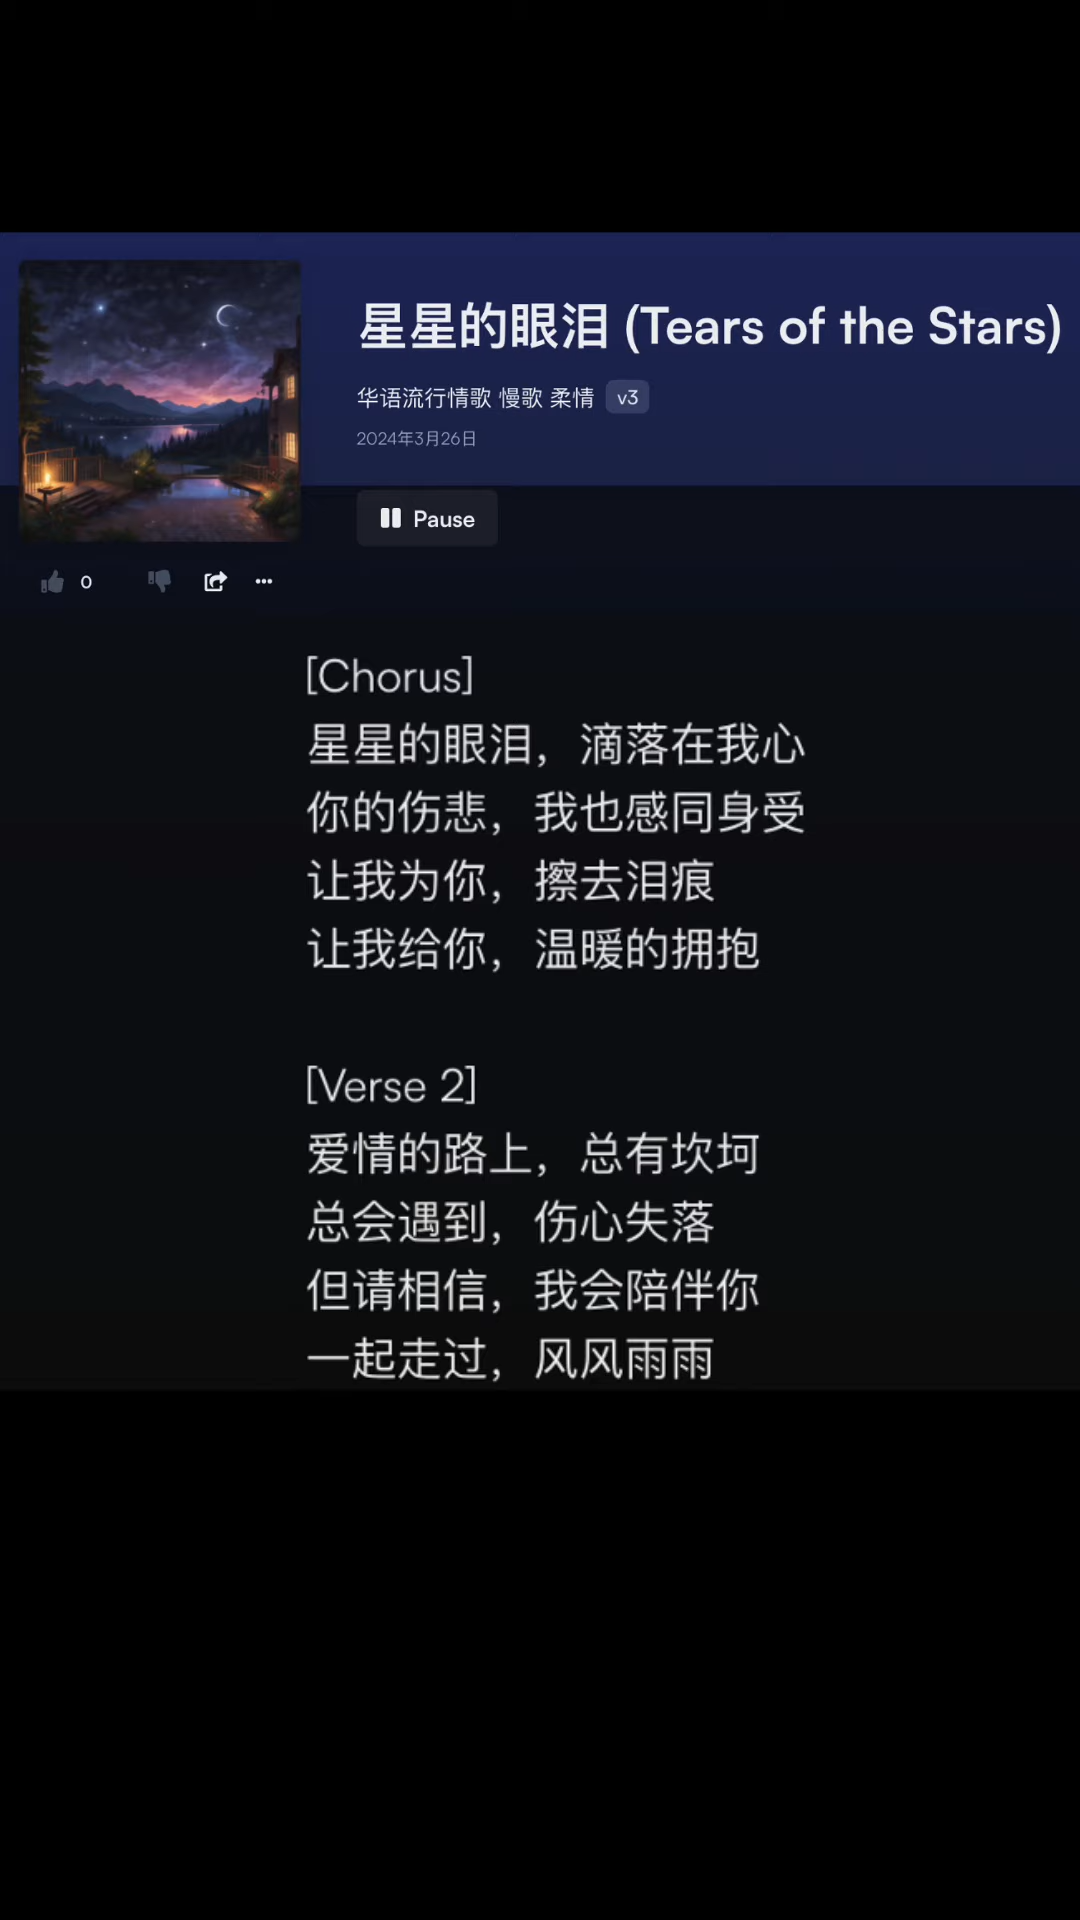 星星的眼泪 (Tears of the Stars)
华语流行情歌 慢歌 柔情 v3
2024年3月26日
Pause
0
[Chorus]
星星的眼泪，滴落在我心
你的伤悲，我也感同身受
让我为你，擦去泪痕
让我给你，温暖的拥抱
[Verse 2]
爱情的路上，总有坎坷
总会遇到，伤心失落
但请相信，我会陪伴你
一起走过，风风雨雨